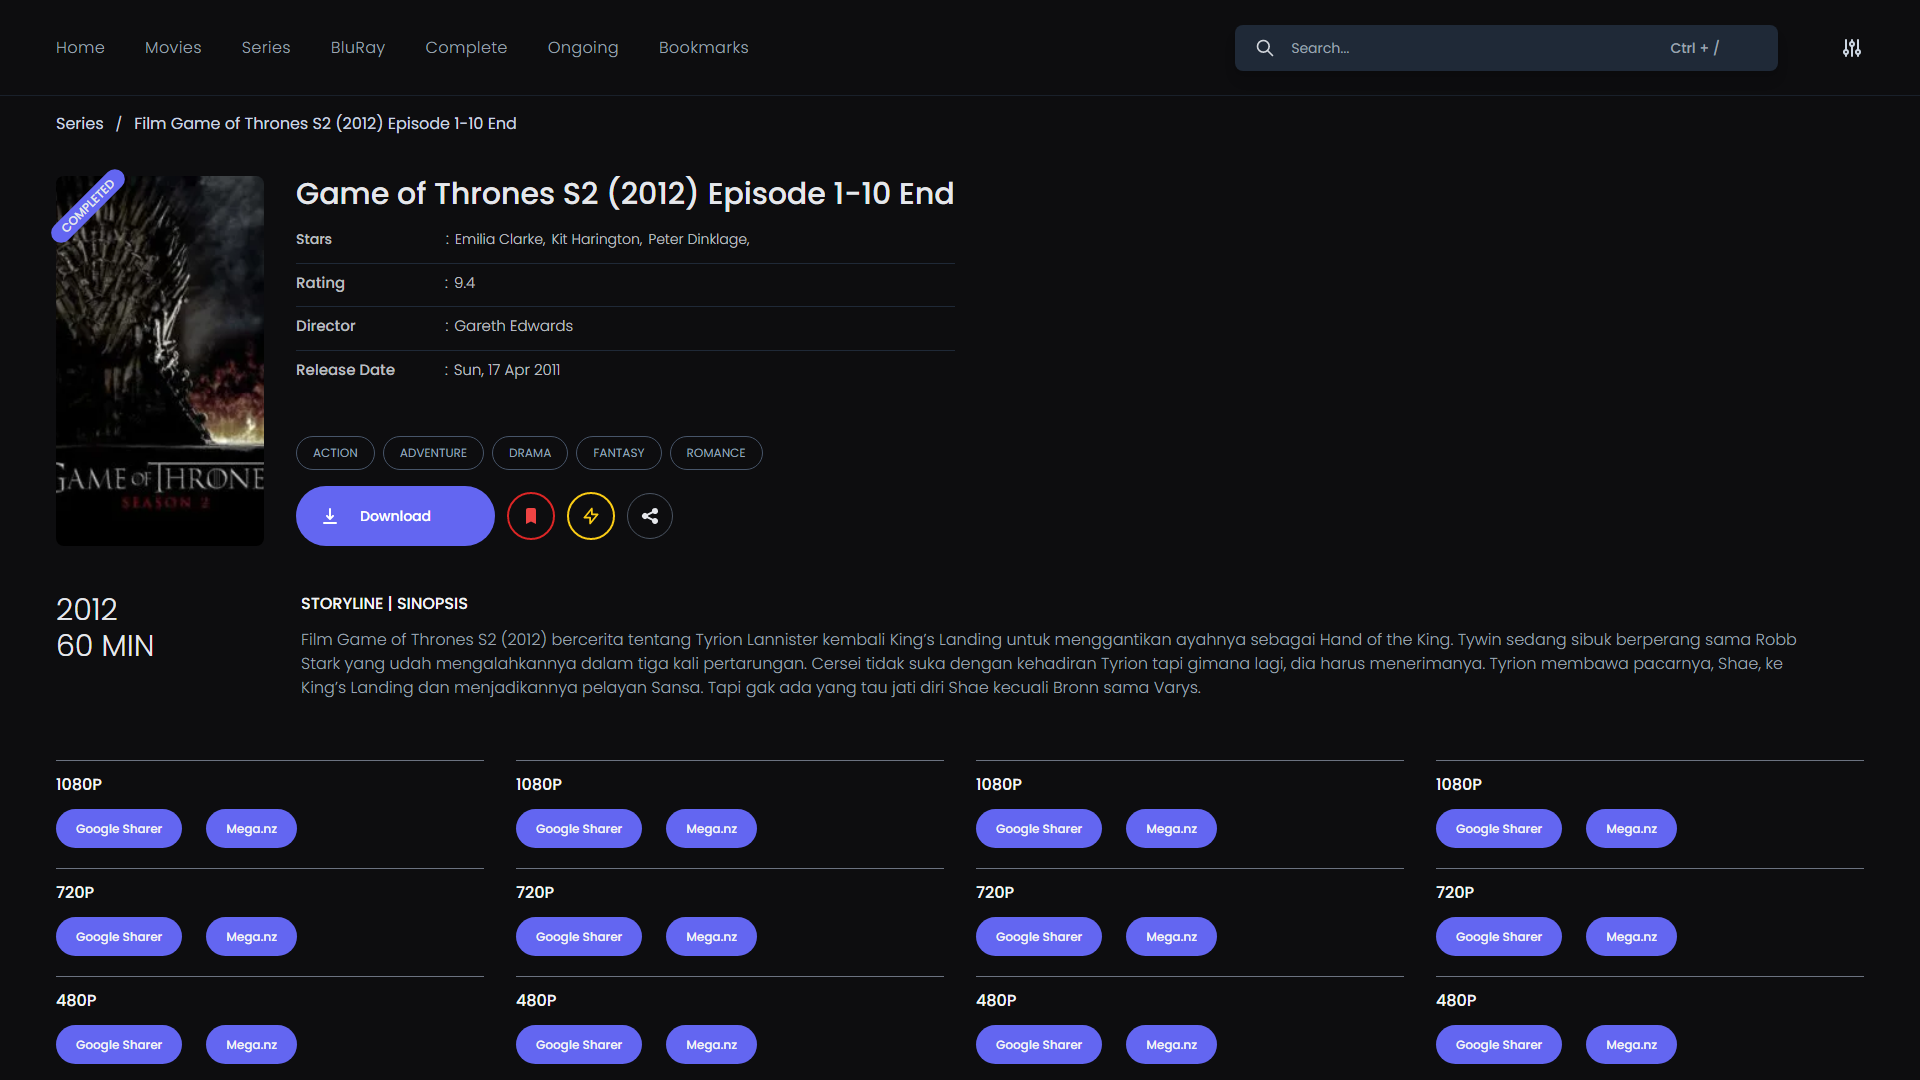 Home Movies Series BluRay Complete Ongoing Bookmarks
Search... Ctrl + /
Series / Film Game of Thrones S2 (2012) Episode 1-10 End
COMPLETED
GAME OF THRONE
SEASON 2
Game of Thrones S2 (2012) Episode 1-10 End
Stars : Emilia Clarke, Kit Harington, Peter Dinklage,
Rating : 9.4
Director : Gareth Edwards
Release Date : Sun, 17 Apr 2011
ACTION ADVENTURE DRAMA FANTASY ROMANCE
Download
2012
60 MIN
STORYLINE | SINOPSIS
Film Game of Thrones S2 (2012) bercerita tentang Tyrion Lannister kembali King’s Landing untuk menggantikan ayahnya sebagai Hand of the King. Tywin sedang sibuk berperang sama Robb
Stark yang udah mengalahkannya dalam tiga kali pertarungan. Cersei tidak suka dengan kehadiran Tyrion tapi gimana lagi, dia harus menerimanya. Tyrion membawa pacarnya, Shae, ke
King’s Landing dan menjadikannya pelayan Sansa. Tapi gak ada yang tau jati diri Shae kecuali Bronn sama Varys.
1080P 1080P 1080P 1080P
Google Sharer Mega.nz Google Sharer Mega.nz Google Sharer Mega.nz Google Sharer Mega.nz
720P 720P 720P 720P
Google Sharer Mega.nz Google Sharer Mega.nz Google Sharer Mega.nz Google Sharer Mega.nz
480P 480P 480P 480P
Google Sharer Mega.nz Google Sharer Mega.nz Google Sharer Mega.nz Google Sharer Mega.nz